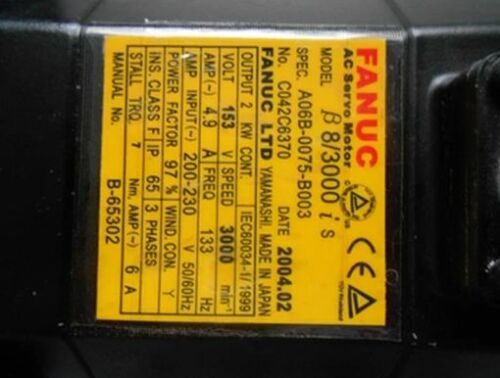 FANUC
AC Servo Motor
MODEL β 8/3000 i s
SPEC. A06B-0075-B003
No. C042C6370 DATE 2004.02
FANUC LTD YAMANASHI. MADE IN JAPAN
OUTPUT 2 KW CONT. IEC60034-1/1999
VOLT 153 V SPEED 3000 min⁻¹
AMP(~) 4.9 A FREQ 133 Hz
AMP INPUT(~) 200-230 V 50/60Hz
POWER FACTOR 97 % WIND. CON. Y
INS. CLASS F IP 65 3 PHASES
STALL TRQ. 7 Nm, AMP(~) 6 A
MANUAL No. B-65302